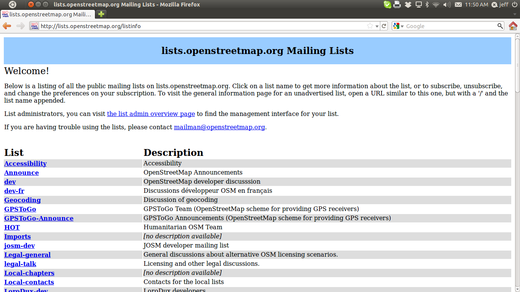 lists.openstreetmap.org Mailing Lists - Mozilla Firefox
11:50 AM jeff
lists.openstreetmap.org Maili...
http://lists.openstreetmap.org/listinfo
Google
lists.openstreetmap.org Mailing Lists
Welcome!
Below is a listing of all the public mailing lists on lists.openstreetmap.org. Click on a list name to get more information about the list, or to subscribe, unsubscribe,
and change the preferences on your subscription. To visit the general information page for an unadvertised list, open a URL similar to this one, but with a '/' and the
list name appended.
List administrators, you can visit the list admin overview page to find the management interface for your list.
If you are having trouble using the lists, please contact mailman@openstreetmap.org.
List Description
Accessibility Accessibility
Announce OpenStreetMap Announcements
dev OpenStreetMap developer discusssion
dev-fr Discussions développeur OSM en français
Geocoding Discussion of geocoding
GPSToGo GPSToGo Team (OpenStreetMap scheme for providing GPS receivers)
GPSToGo-Announce GPSToGo Announcements (OpenStreetMap scheme for providing GPS receivers)
HOT Humanitarian OSM Team
Imports [no description available]
josm-dev JOSM developer mailing list
Legal-general General discussions about alternative OSM licensing scenarios.
legal-talk Licensing and other legal discussions.
Local-chapters [no description available]
Local-contacts Contacts for the local lists
LoroDux-dev LoroDux developers